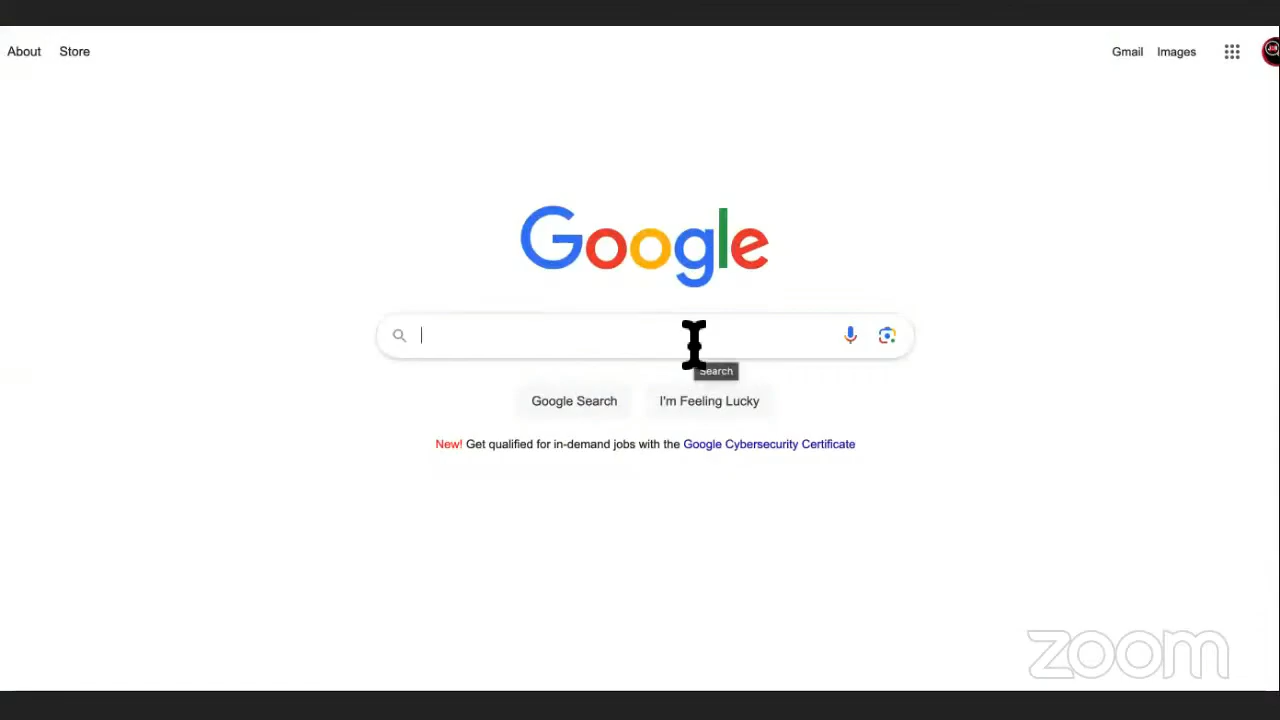 About Store
Gmail Images
Google
Search
Google Search I'm Feeling Lucky
New! Get qualified for in-demand jobs with the Google Cybersecurity Certificate
zoom